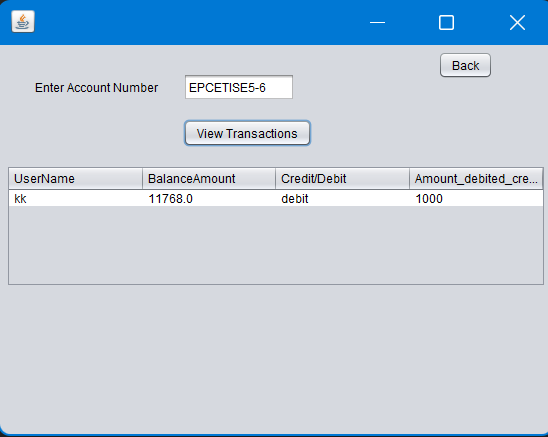 Back
Enter Account Number EPCETISE5-6
View Transactions
UserName BalanceAmount Credit/Debit Amount_debited_cre...
kk 11768.0 debit 1000